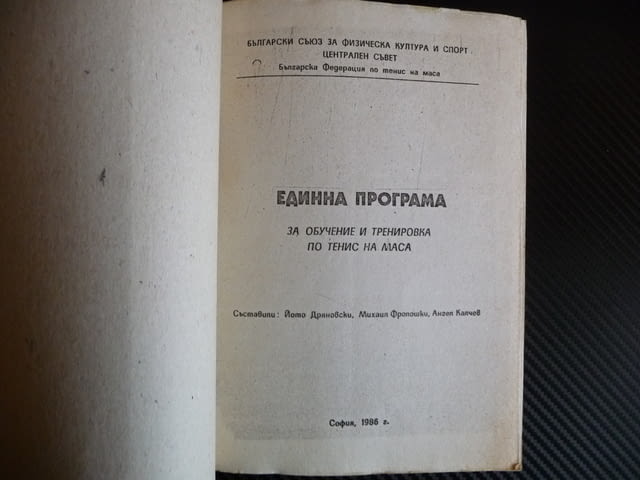 БЪЛГАРСКИ СЪЮЗ ЗА ФИЗИЧЕСКА КУЛТУРА И СПОРТ
ЦЕНТРАЛЕН СЪВЕТ
Българска Федерация по тенис на маса
ЕДИННА ПРОГРАМА
ЗА ОБУЧЕНИЕ И ТРЕНИРОВКА
ПО ТЕНИС НА МАСА
Съставили: Йото Дряновски, Михаил Фролошки, Ангел Калчев
София, 1986 г.